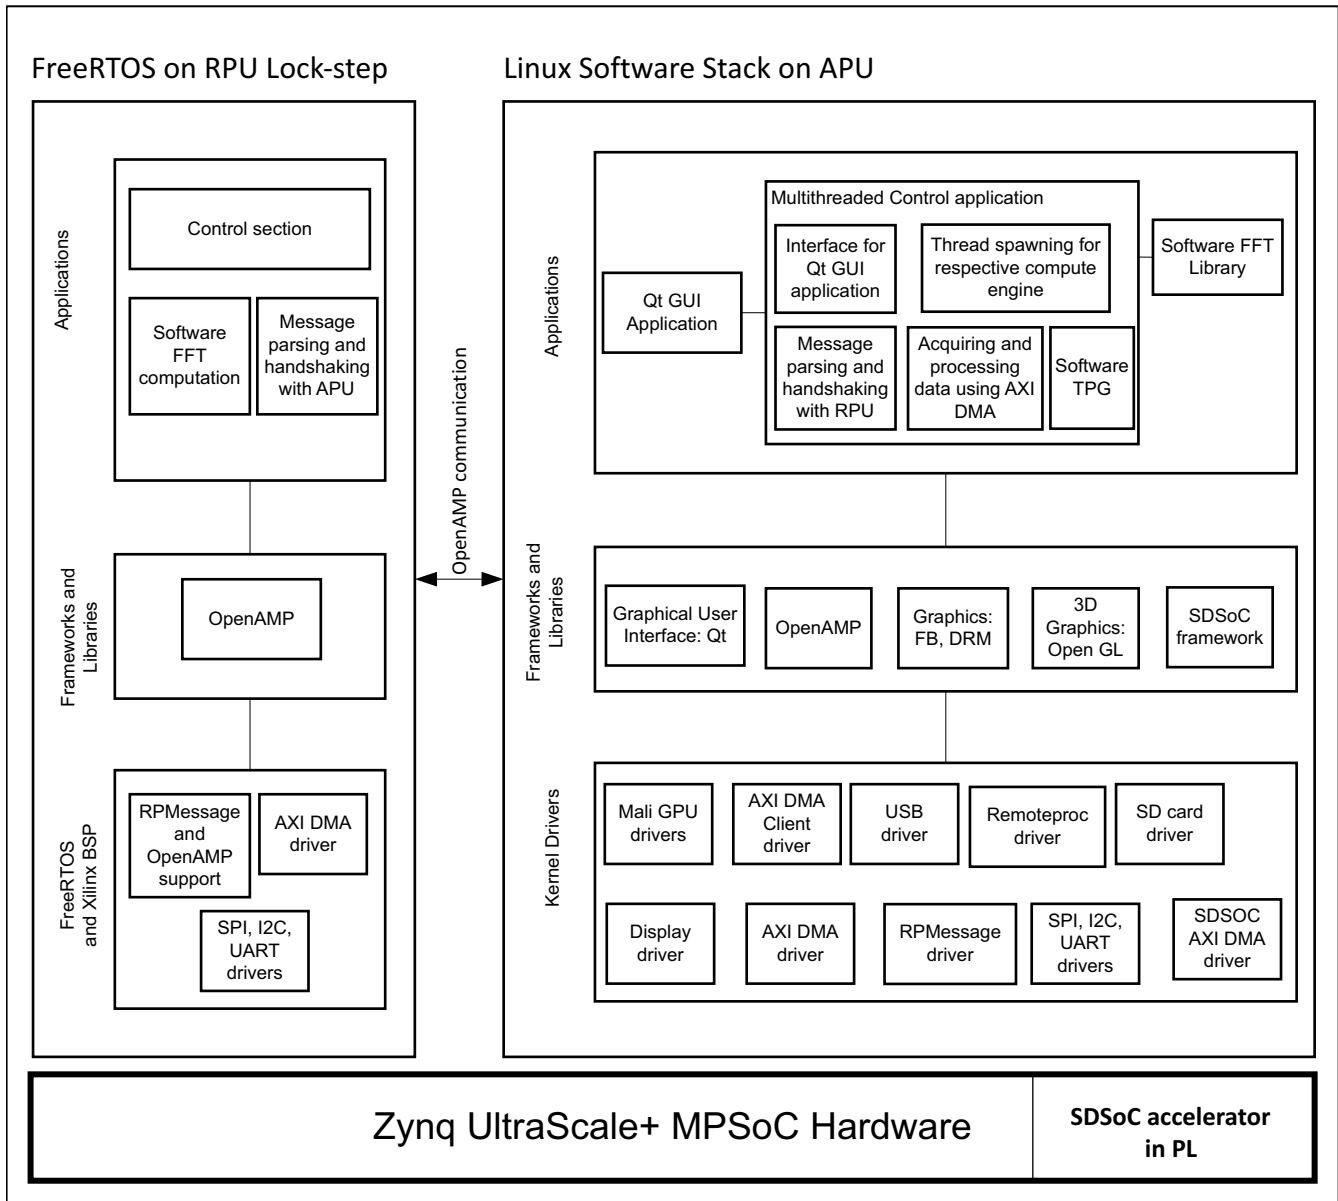 FreeRTOS on RPU Lock-step
Applications
Control section
Software
FFT
computation
Message
parsing and
handshaking
with APU
Frameworks and
Libraries
OpenAMP
FreeRTOS
and Xilinx BSP
RPMessage
and
OpenAMP
support
AXI DMA
driver
SPI, I2C,
UART
drivers
OpenAMP communication
Linux Software Stack on APU
Applications
Qt GUI
Application
Multithreaded Control application
Interface for
Qt GUI
application
Thread spawning for
respective compute
engine
Message
parsing and
handshaking
with RPU
Acquiring and
processing
data using AXI
DMA
Software
TPG
Software FFT
Library
Frameworks and
Libraries
Graphical User
Interface: Qt
OpenAMP
Graphics:
FB, DRM
3D
Graphics:
Open GL
SDSoC
framework
Kernel Drivers
Mali GPU
drivers
AXI DMA
Client
driver
USB
driver
Remoteproc
driver
SD card
driver
Display
driver
AXI DMA
driver
RPMessage
driver
SPI, I2C,
UART
drivers
SDSOC
AXI DMA
driver
Zynq UltraScale+ MPSoC Hardware
SDSoC accelerator
in PL